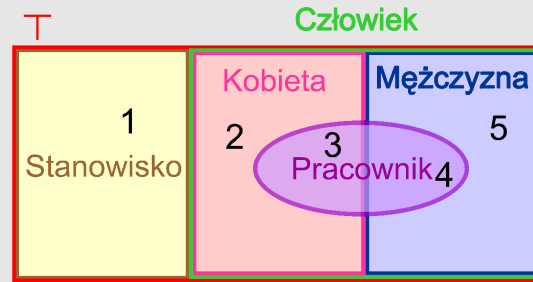 ⊤
Człowiek
Kobieta
Mężczyzna
1
2
3
5
Stanowisko
Pracownik
4